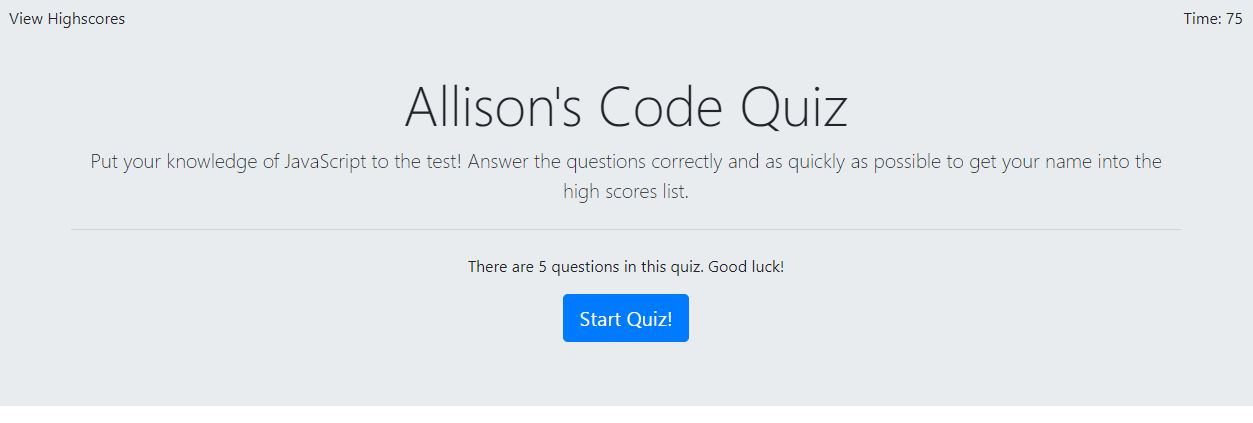 View Highscores
Time: 75
Allison's Code Quiz
Put your knowledge of JavaScript to the test! Answer the questions correctly and as quickly as possible to get your name into the
high scores list.
There are 5 questions in this quiz. Good luck!
Start Quiz!